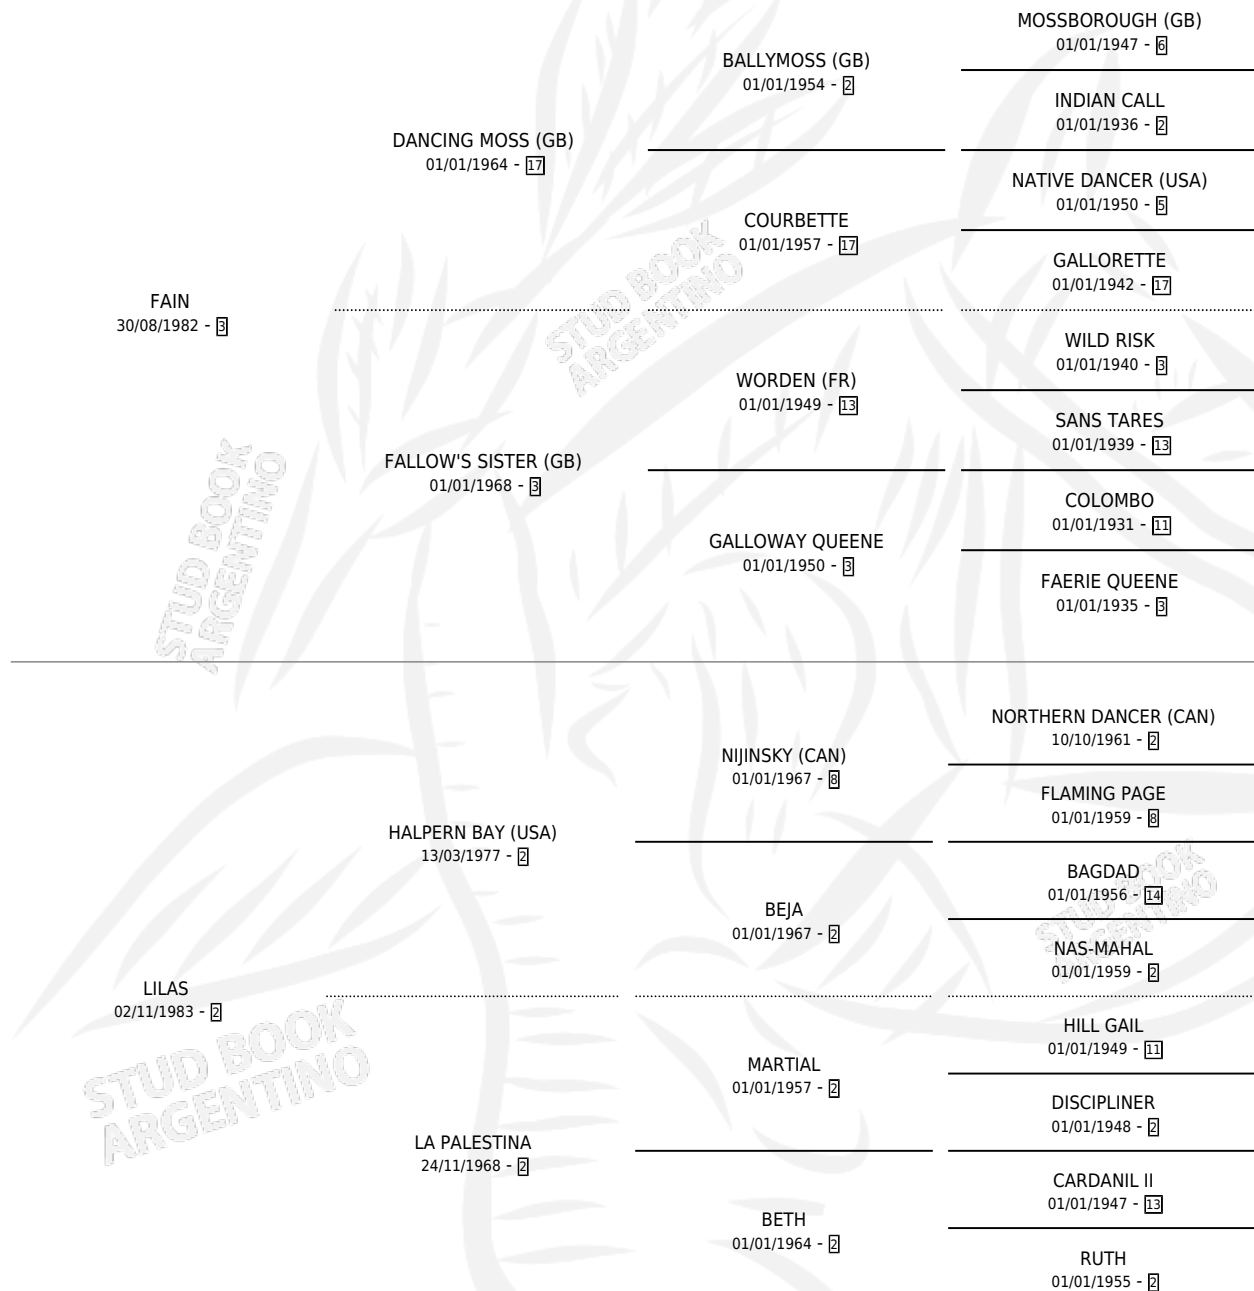 MOSSBOROUGH (GB)
01/01/1947 - 6
BALLYMOSS (GB)
01/01/1954 - 2
INDIAN CALL
01/01/1936 - 2
DANCING MOSS (GB)
01/01/1964 - 17
NATIVE DANCER (USA)
01/01/1950 - 5
COURBETTE
01/01/1957 - 17
GALLORETTE
01/01/1942 - 17
FAIN
30/08/1982 - 3
WILD RISK
01/01/1940 - 3
WORDEN (FR)
01/01/1949 - 13
SANS TARES
01/01/1939 - 13
FALLOW'S SISTER (GB)
01/01/1968 - 3
COLOMBO
01/01/1931 - 11
GALLOWAY QUEENE
01/01/1950 - 3
FAERIE QUEENE
01/01/1935 - 3
NORTHERN DANCER (CAN)
10/10/1961 - 2
NIJINSKY (CAN)
01/01/1967 - 8
FLAMING PAGE
01/01/1959 - 8
HALPERN BAY (USA)
13/03/1977 - 2
BAGDAD
01/01/1956 - 14
BEJA
01/01/1967 - 2
NAS-MAHAL
01/01/1959 - 2
LILAS
02/11/1983 - 2
HILL GAIL
01/01/1949 - 11
MARTIAL
01/01/1957 - 2
DISCIPLINER
01/01/1948 - 2
LA PALESTINA
24/11/1968 - 2
CARDANIL II
01/01/1947 - 13
BETH
01/01/1964 - 2
RUTH
01/01/1955 - 2
STUD BOOK
ARGENTINO
STUD BOOK
ARGENTINO
STUD BOOK
ARGENTINO
STUD BOOK
ARGENTINO